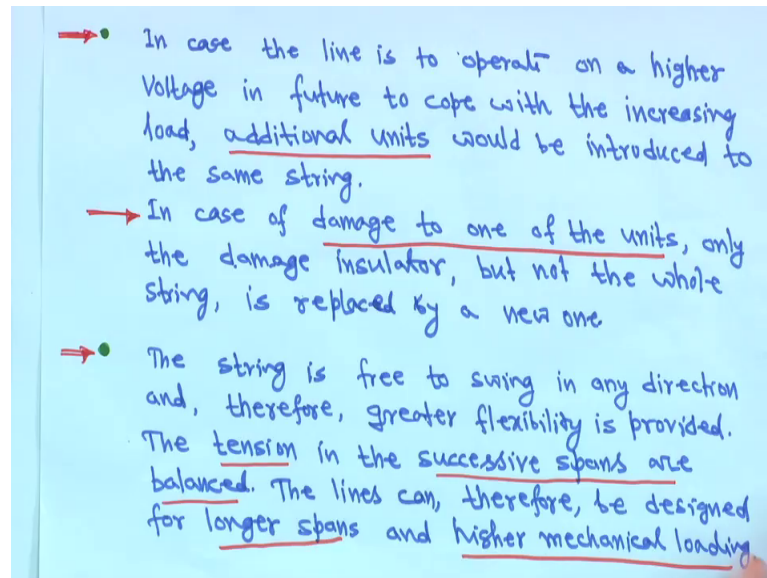 In case the line is to operate on a higher
Voltage in future to cope with the increasing
load, additional units would be introduced to
the same string.
In case of damage to one of the units, only
the damage insulator, but not the whole
string, is replaced by a new one
The string is free to swing in any direction
and, therefore, greater flexibility is provided.
The tension in the successive spans are
balanced. The lines can, therefore, be designed
for longer spans and higher mechanical loading.